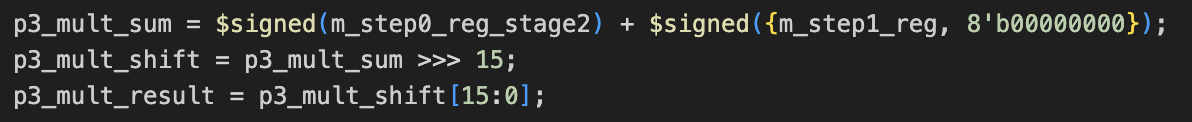 p3_mult_sum = $signed(m_step0_reg_stage2) + $signed({m_step1_reg, 8'b00000000});
p3_mult_shift = p3_mult_sum >>> 15;
p3_mult_result = p3_mult_shift[15:0];